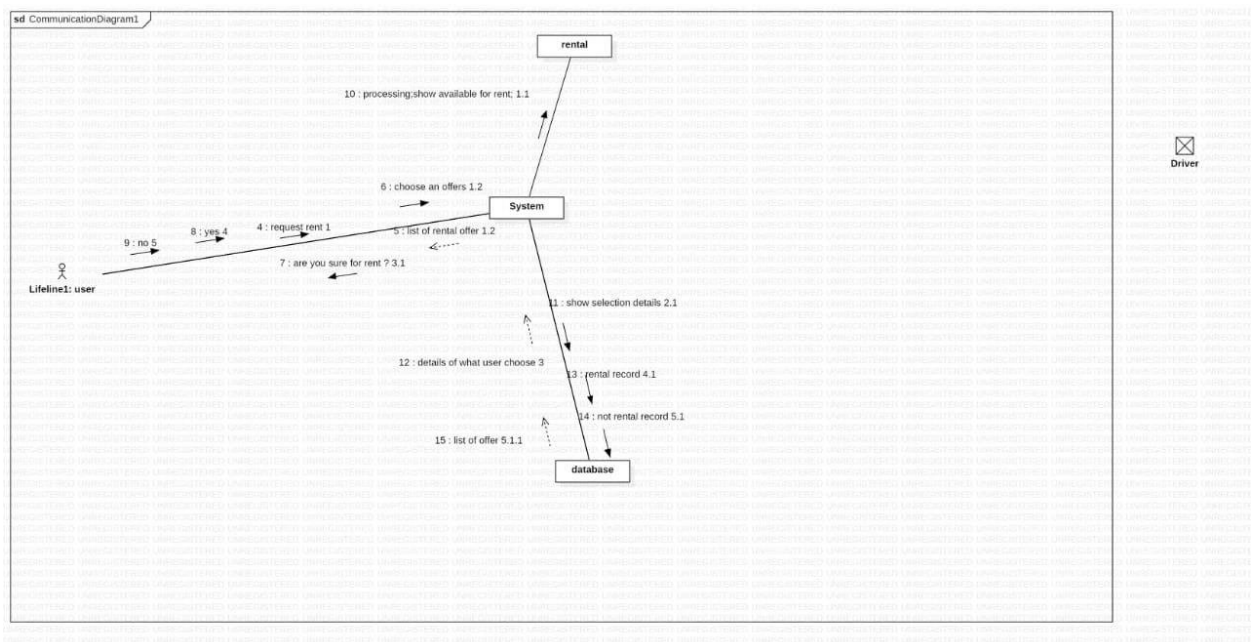 sd CommunicationDiagram1
rental
10 : processing;show available for rent; 1.1
Driver
6 : choose an offers 1.2
System
4 : request rent 1
8 : yes 4
5 : list of rental offer 1.2
9 : no 5
7 : are you sure for rent ? 3.1
Lifeline1: user
11 : show selection details 2.1
12 : details of what user choose 3
13 : rental record 4.1
14 : not rental record 5.1
15 : list of offer 5.1.1
database
UNREGISTERED